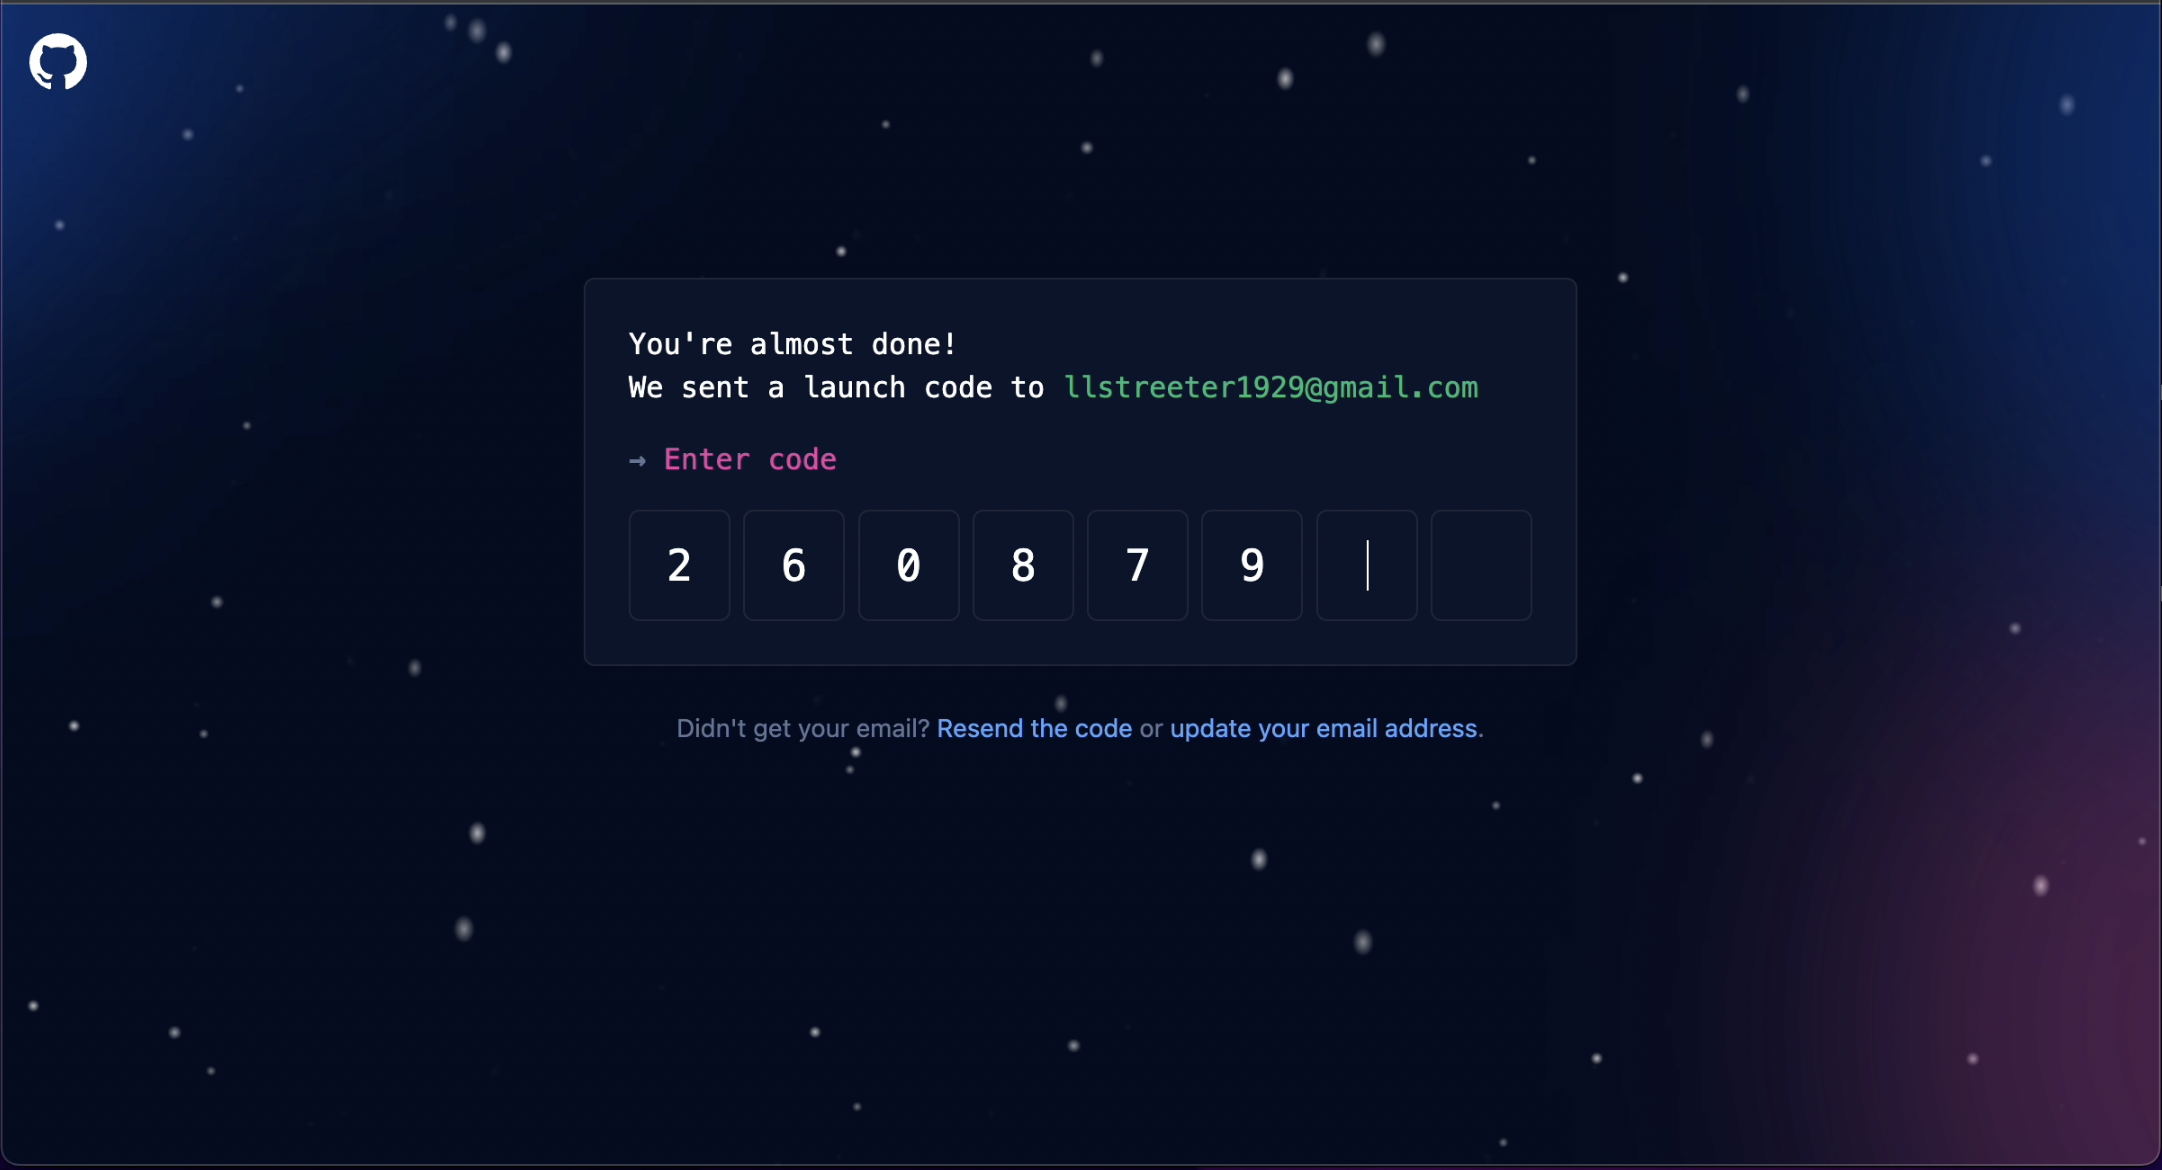 You're almost done!
We sent a launch code to llstreeter1929@gmail.com
→ Enter code
2 6 0 8 7 9
Didn't get your email? Resend the code or update your email address.